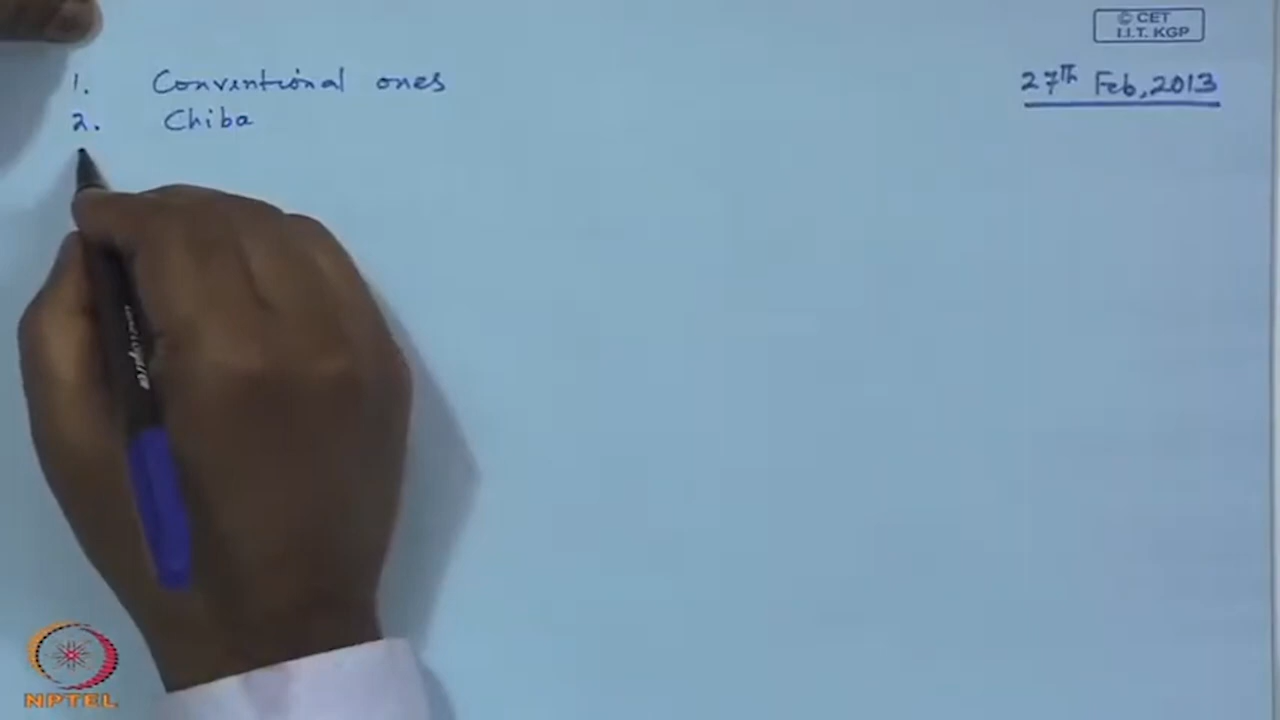 © CET
I.I.T. KGP
27th Feb, 2013
1. Conventional ones
2. Chiba
NPTEL